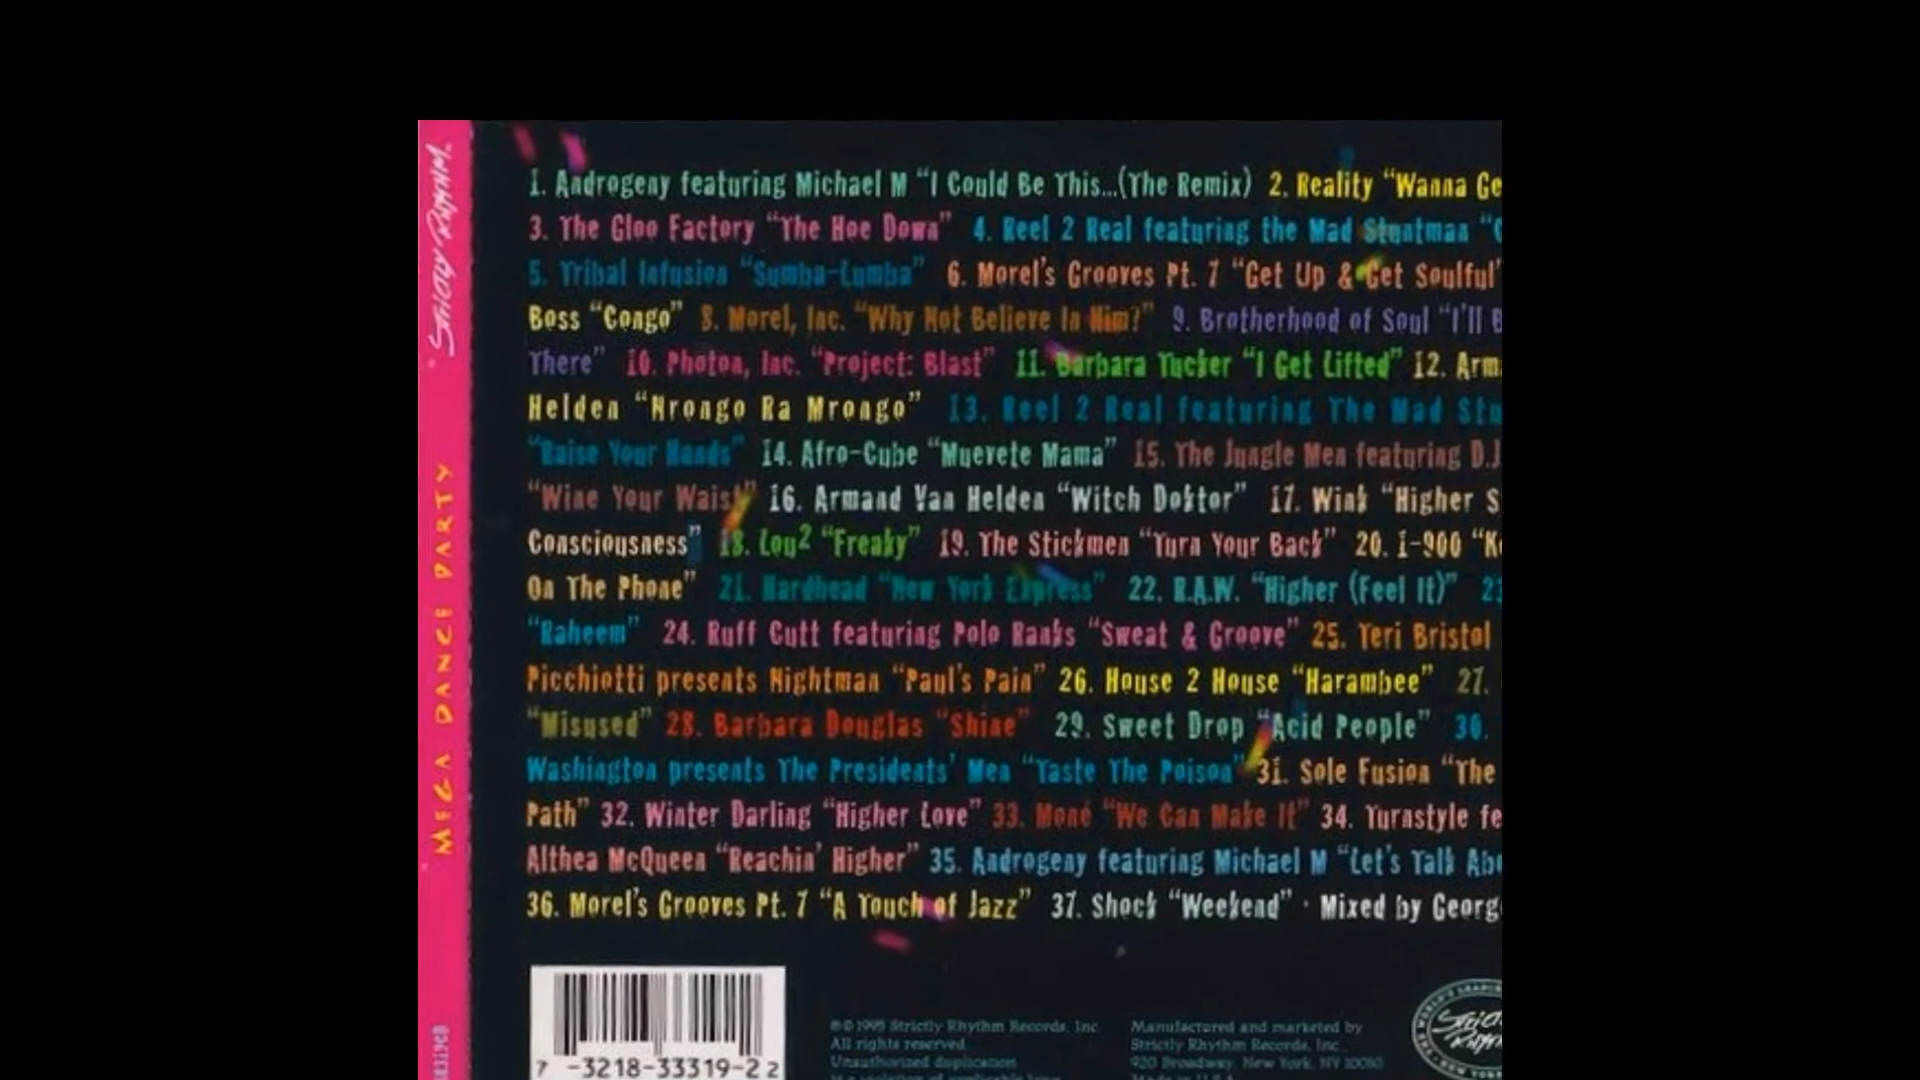 STRICTLY RHYTHM.
MEGA DANCE PARTY
1. Androgeny featuring Michael M “I Could Be This...(The Remix) 2. Reality “Wanna Ge
3. The Gloo Factory “The Hoe Down” 4. Reel 2 Real featuring the Mad Stuntman “
5. Tribal Infusion “Sumba-Lumba” 6. Morel's Grooves Pt. 7 “Get Up & Get Soulful”
Boss “Congo” 8. Morel, Inc. “Why Not Believe In Him?” 9. Brotherhood of Soul “I'll B
There” 10. Photon, Inc. “Project: Blast” 11. Barbara Tucker “I Get Lifted” 12. Arm
Helden “Nrongo Ra Mrongo” 13. Reel 2 Real featuring The Mad Stu
“Raise Your Hands” 14. Afro-Cube “Muevete Mama” 15. The Jungle Men featuring D.J
“Wine Your Waist” 16. Armand Van Helden “Witch Doktor” 17. Wink “Higher S
Consciousness” 18. Lou2 “Freaky” 19. The Stickmen “Turn Your Back” 20. 1-900 “K
On The Phone” 21. Hardhead “New York Express” 22. R.A.W. “Higher (Feel It)” 23
“Raheem” 24. Ruff Cutt featuring Polo Ranks “Sweat & Groove” 25. Teri Bristol
Picchiotti presents Nightman “Paul's Pain” 26. House 2 House “Harambee” 27.
“Misused” 28. Barbara Douglas “Shine” 29. Sweet Drop “Acid People” 30.
Washington presents The Presidents' Men “Taste The Poison” 31. Sole Fusion “The
Path” 32. Winter Darling “Higher Love” 33. Moné “We Can Make It” 34. Turnstyle fe
Althea McQueen “Reachin' Higher” 35. Androgeny featuring Michael M “Let's Talk Abo
36. Morel's Grooves Pt. 7 “A Touch of Jazz” 37. Shock “Weekend” · Mixed by Georg
7 -3218-33319-2 2
℗© 1995 Strictly Rhythm Records, Inc.
All rights reserved.
Unauthorized duplication
Manufactured and marketed by
Strictly Rhythm Records, Inc.
920 Broadway, New York, NY 10010
Made in U.S.A.